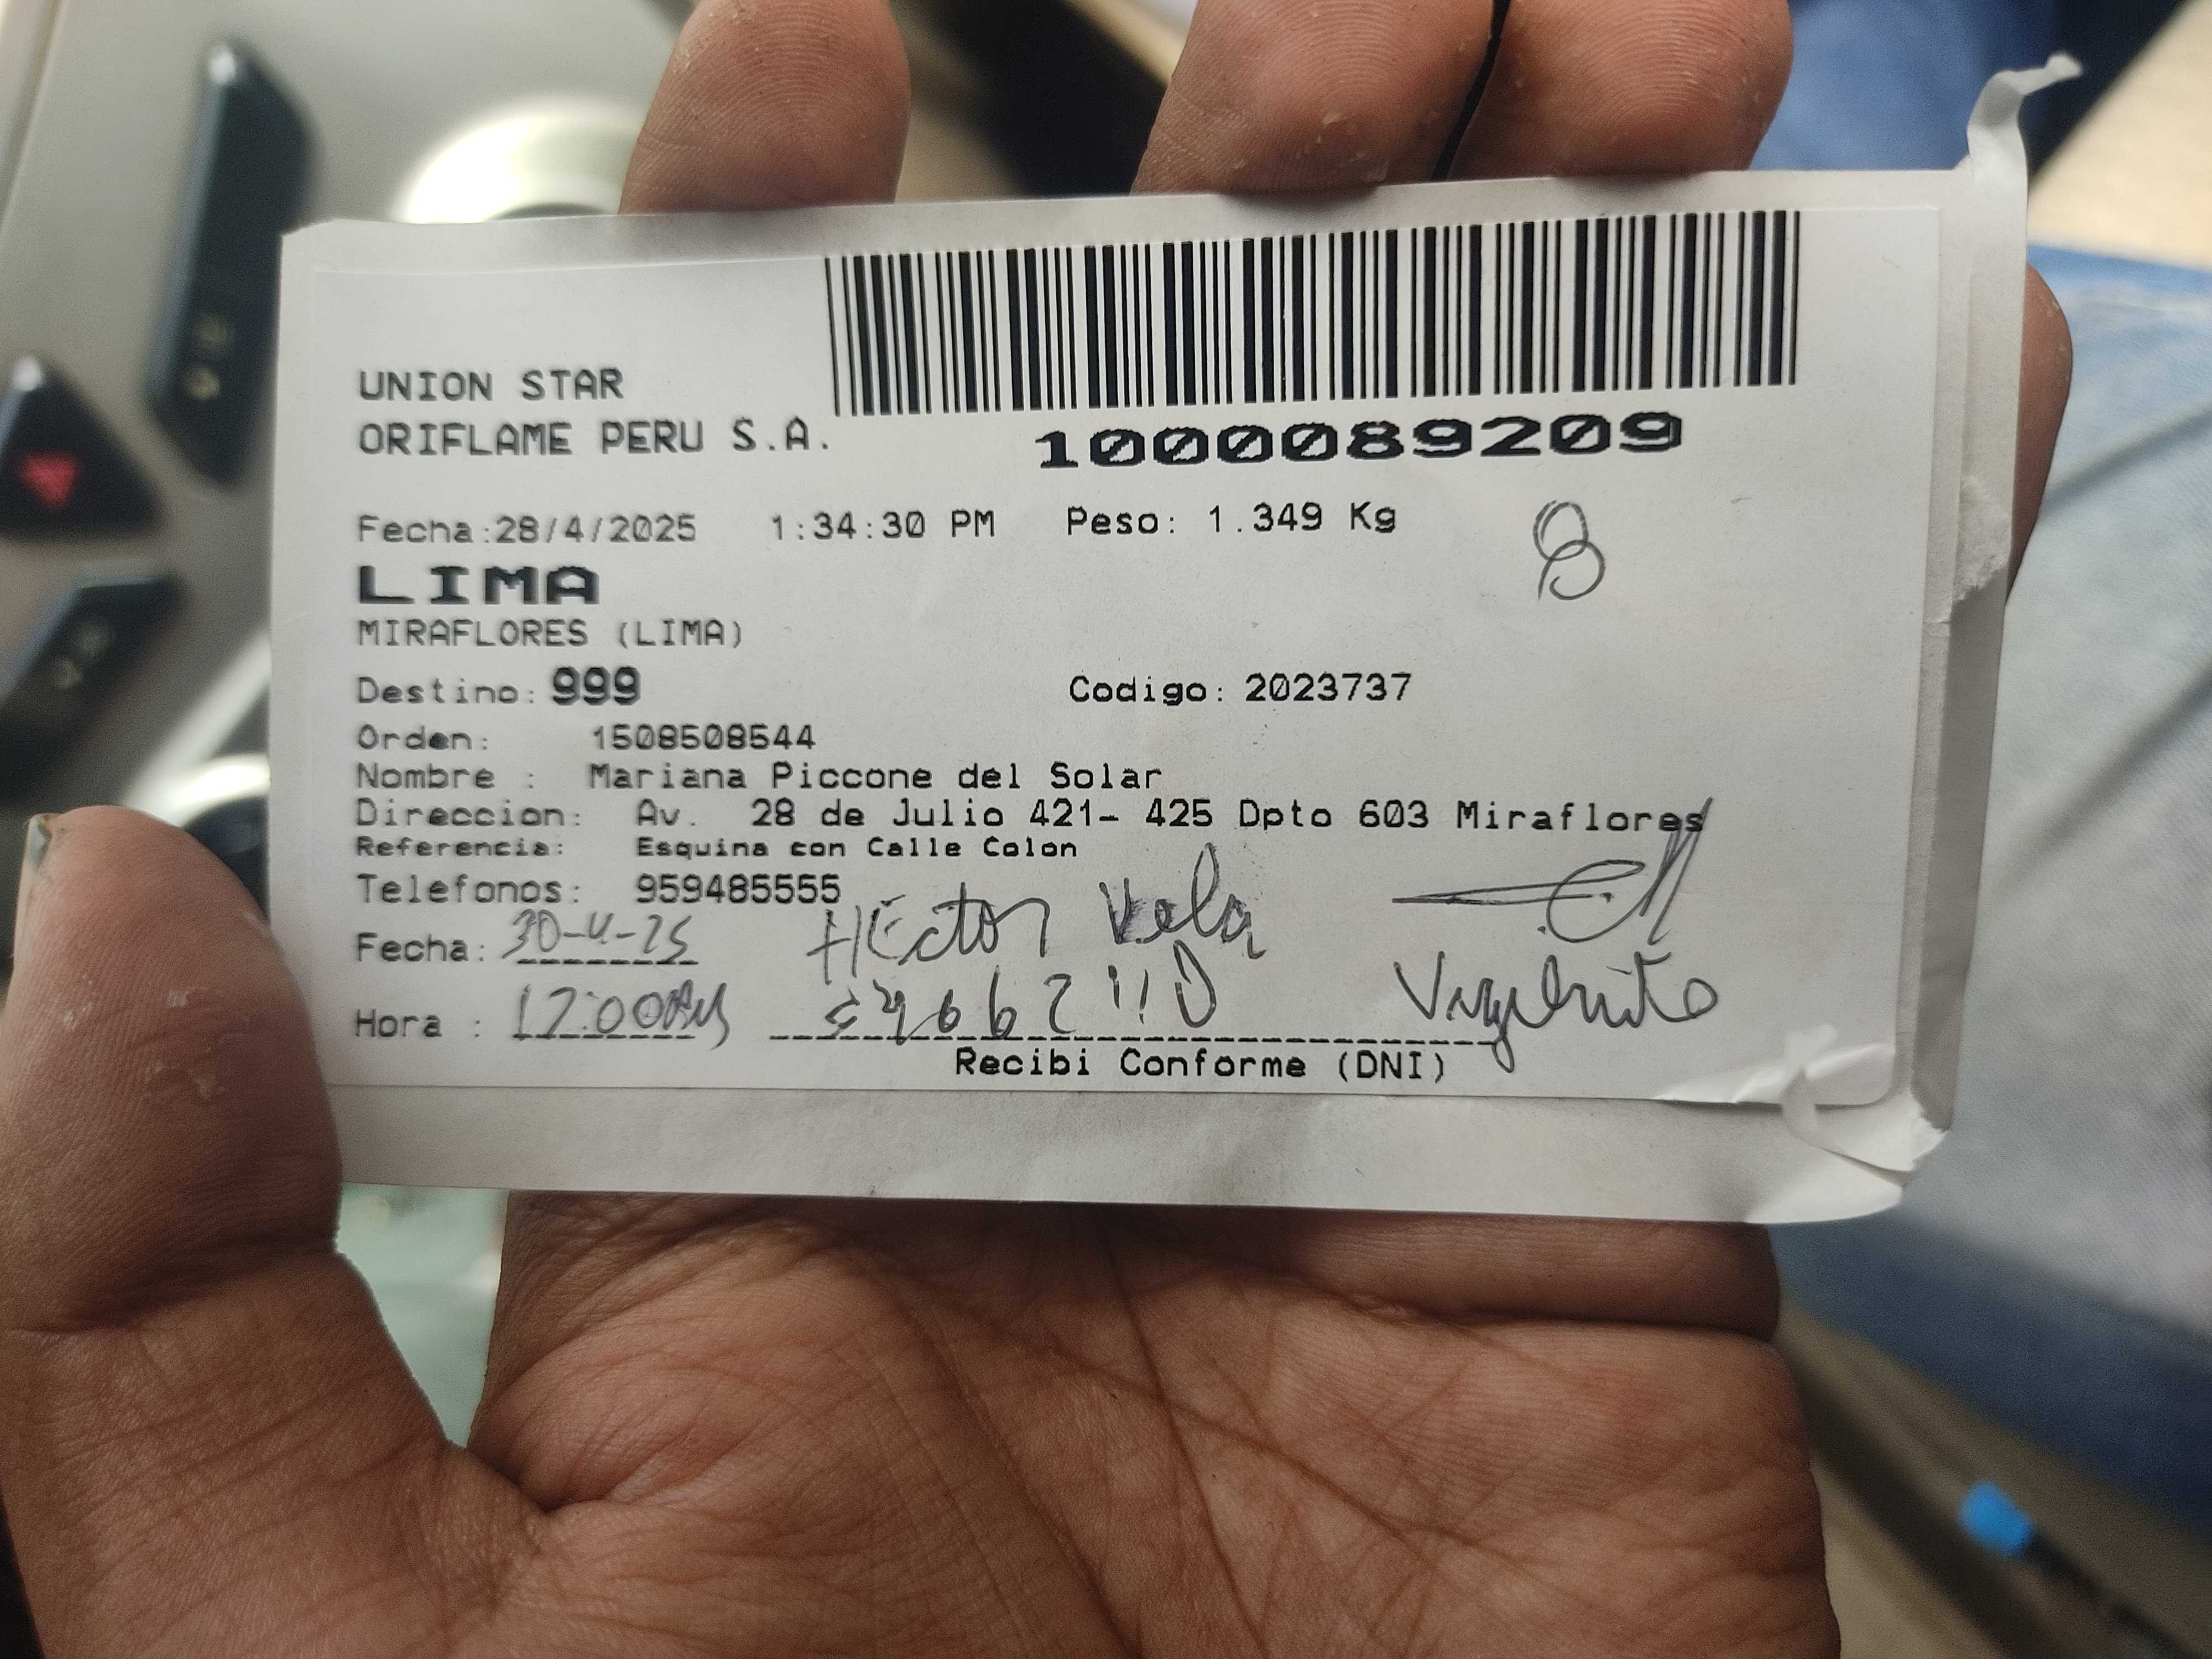 UNION STAR
ORIFLAME PERU S.A.
1000089209
Fecha:28/4/2025 1:34:30 PM Peso: 1.349 Kg
8
LIMA
MIRAFLORES (LIMA)
Destino: 999 Codigo: 2023737
Orden: 1508508544
Nombre : Mariana Piccone del Solar
Direccion: Av. 28 de Julio 421- 425 Dpto 603 Miraflores
Referencia: Esquina con Calle Colon
Telefonos: 959485555
Héctor Vela
Fecha: 30-4-25
Hora :
Recibi Conforme (DNI)